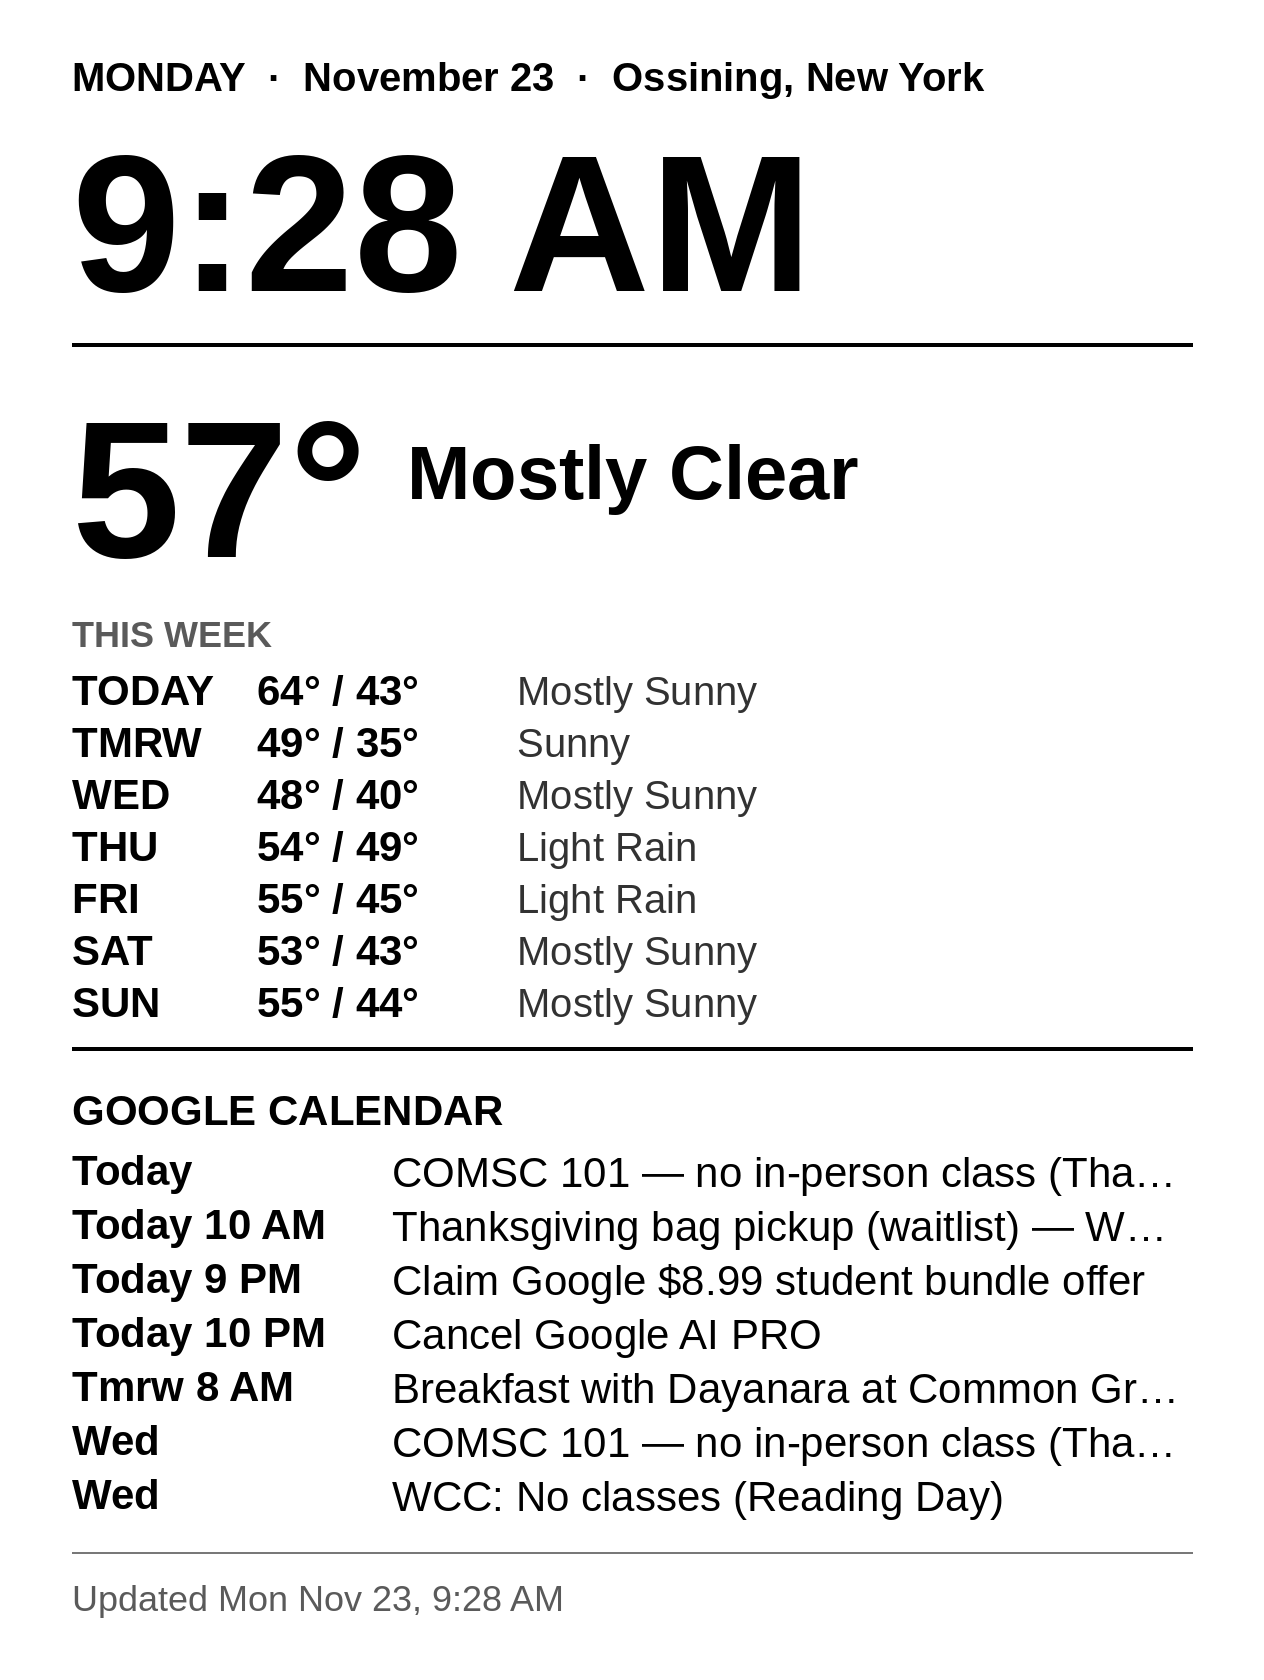 MONDAY · November 23 · Ossining, New York
9:28 AM
57° Mostly Clear
THIS WEEK
TODAY 64° / 43° Mostly Sunny
TMRW 49° / 35° Sunny
WED 48° / 40° Mostly Sunny
THU 54° / 49° Light Rain
FRI 55° / 45° Light Rain
SAT 53° / 43° Mostly Sunny
SUN 55° / 44° Mostly Sunny
GOOGLE CALENDAR
Today COMSC 101 — no in-person class (Tha…
Today 10 AM Thanksgiving bag pickup (waitlist) — W…
Today 9 PM Claim Google $8.99 student bundle offer
Today 10 PM Cancel Google AI PRO
Tmrw 8 AM Breakfast with Dayanara at Common Gr…
Wed COMSC 101 — no in-person class (Tha…
Wed WCC: No classes (Reading Day)
Updated Mon Nov 23, 9:28 AM